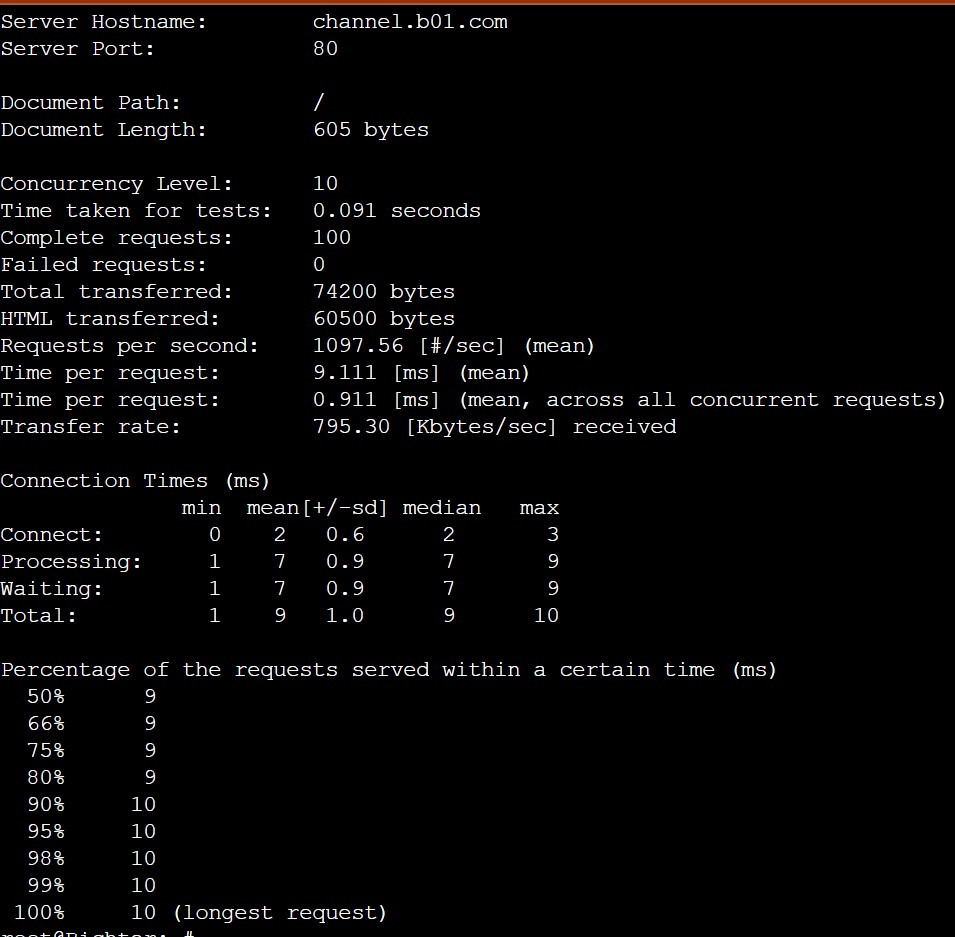 Server Hostname:        channel.b01.com
Server Port:            80
Document Path:          /
Document Length:        605 bytes
Concurrency Level:      10
Time taken for tests:   0.091 seconds
Complete requests:      100
Failed requests:        0
Total transferred:      74200 bytes
HTML transferred:       60500 bytes
Requests per second:    1097.56 [#/sec] (mean)
Time per request:       9.111 [ms] (mean)
Time per request:       0.911 [ms] (mean, across all concurrent requests)
Transfer rate:          795.30 [Kbytes/sec] received
Connection Times (ms)
              min  mean[+/-sd] median   max
Connect:        0    2   0.6      2       3
Processing:     1    7   0.9      7       9
Waiting:        1    7   0.9      7       9
Total:          1    9   1.0      9      10
Percentage of the requests served within a certain time (ms)
  50%      9
  66%      9
  75%      9
  80%      9
  90%     10
  95%     10
  98%     10
  99%     10
 100%     10 (longest request)